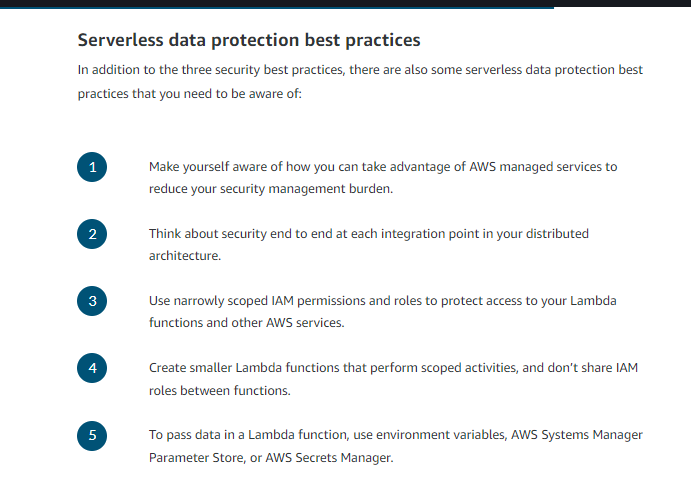 Serverless data protection best practices
In addition to the three security best practices, there are also some serverless data protection best
practices that you need to be aware of:
1
Make yourself aware of how you can take advantage of AWS managed services to
reduce your security management burden.
2
Think about security end to end at each integration point in your distributed
architecture.
3
Use narrowly scoped IAM permissions and roles to protect access to your Lambda
functions and other AWS services.
4
Create smaller Lambda functions that perform scoped activities, and don’t share IAM
roles between functions.
5
To pass data in a Lambda function, use environment variables, AWS Systems Manager
Parameter Store, or AWS Secrets Manager.